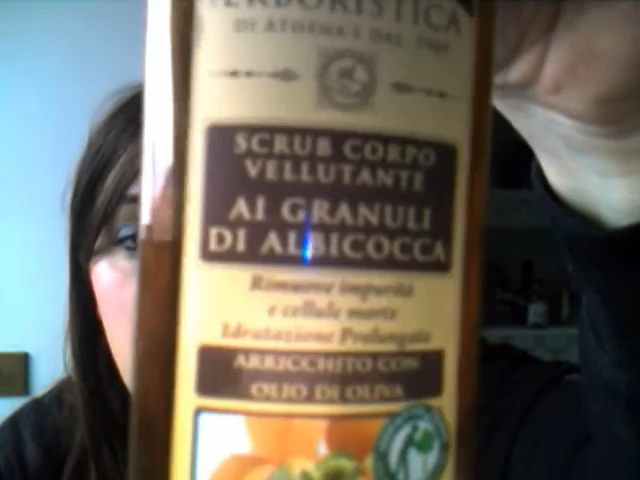 ERBORISTICA
DI ATHENA'S DAL 1969
SCRUB CORPO
VELLUTANTE
AI GRANULI
DI ALBICOCCA
Rimuove impurità
e cellule morte
Idratazione Prolungata
ARRICCHITO CON
OLIO DI OLIVA